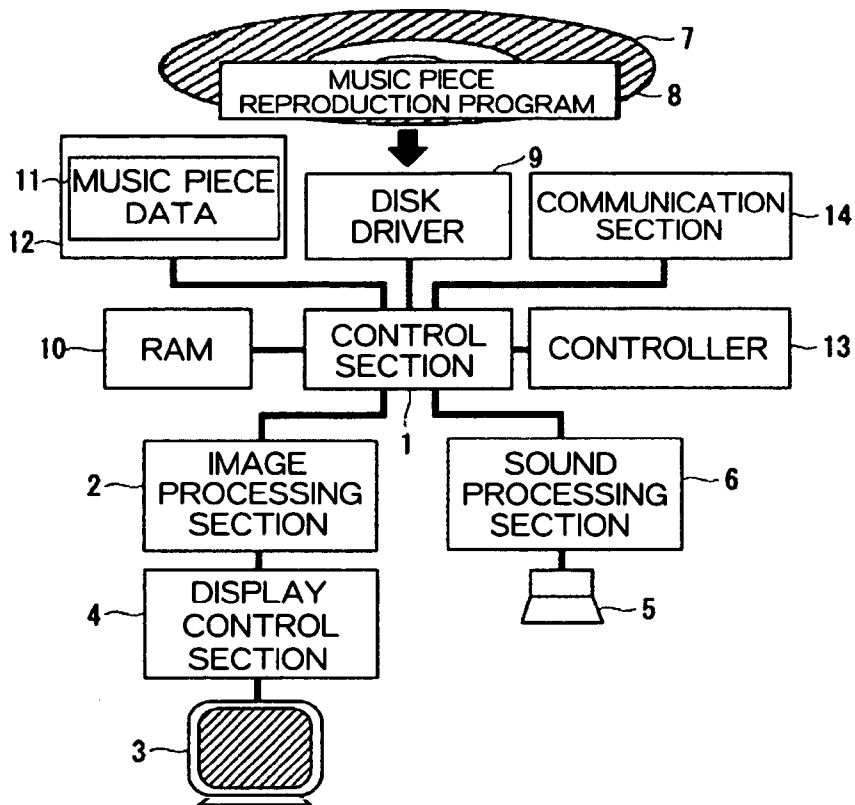 7
MUSIC PIECE
REPRODUCTION PROGRAM
8
9
11
MUSIC PIECE
DATA
12
DISK
DRIVER
COMMUNICATION
SECTION
14
10
RAM
CONTROL
SECTION
CONTROLLER
13
1
2
IMAGE
PROCESSING
SECTION
SOUND
PROCESSING
SECTION
6
4
DISPLAY
CONTROL
SECTION
5
3